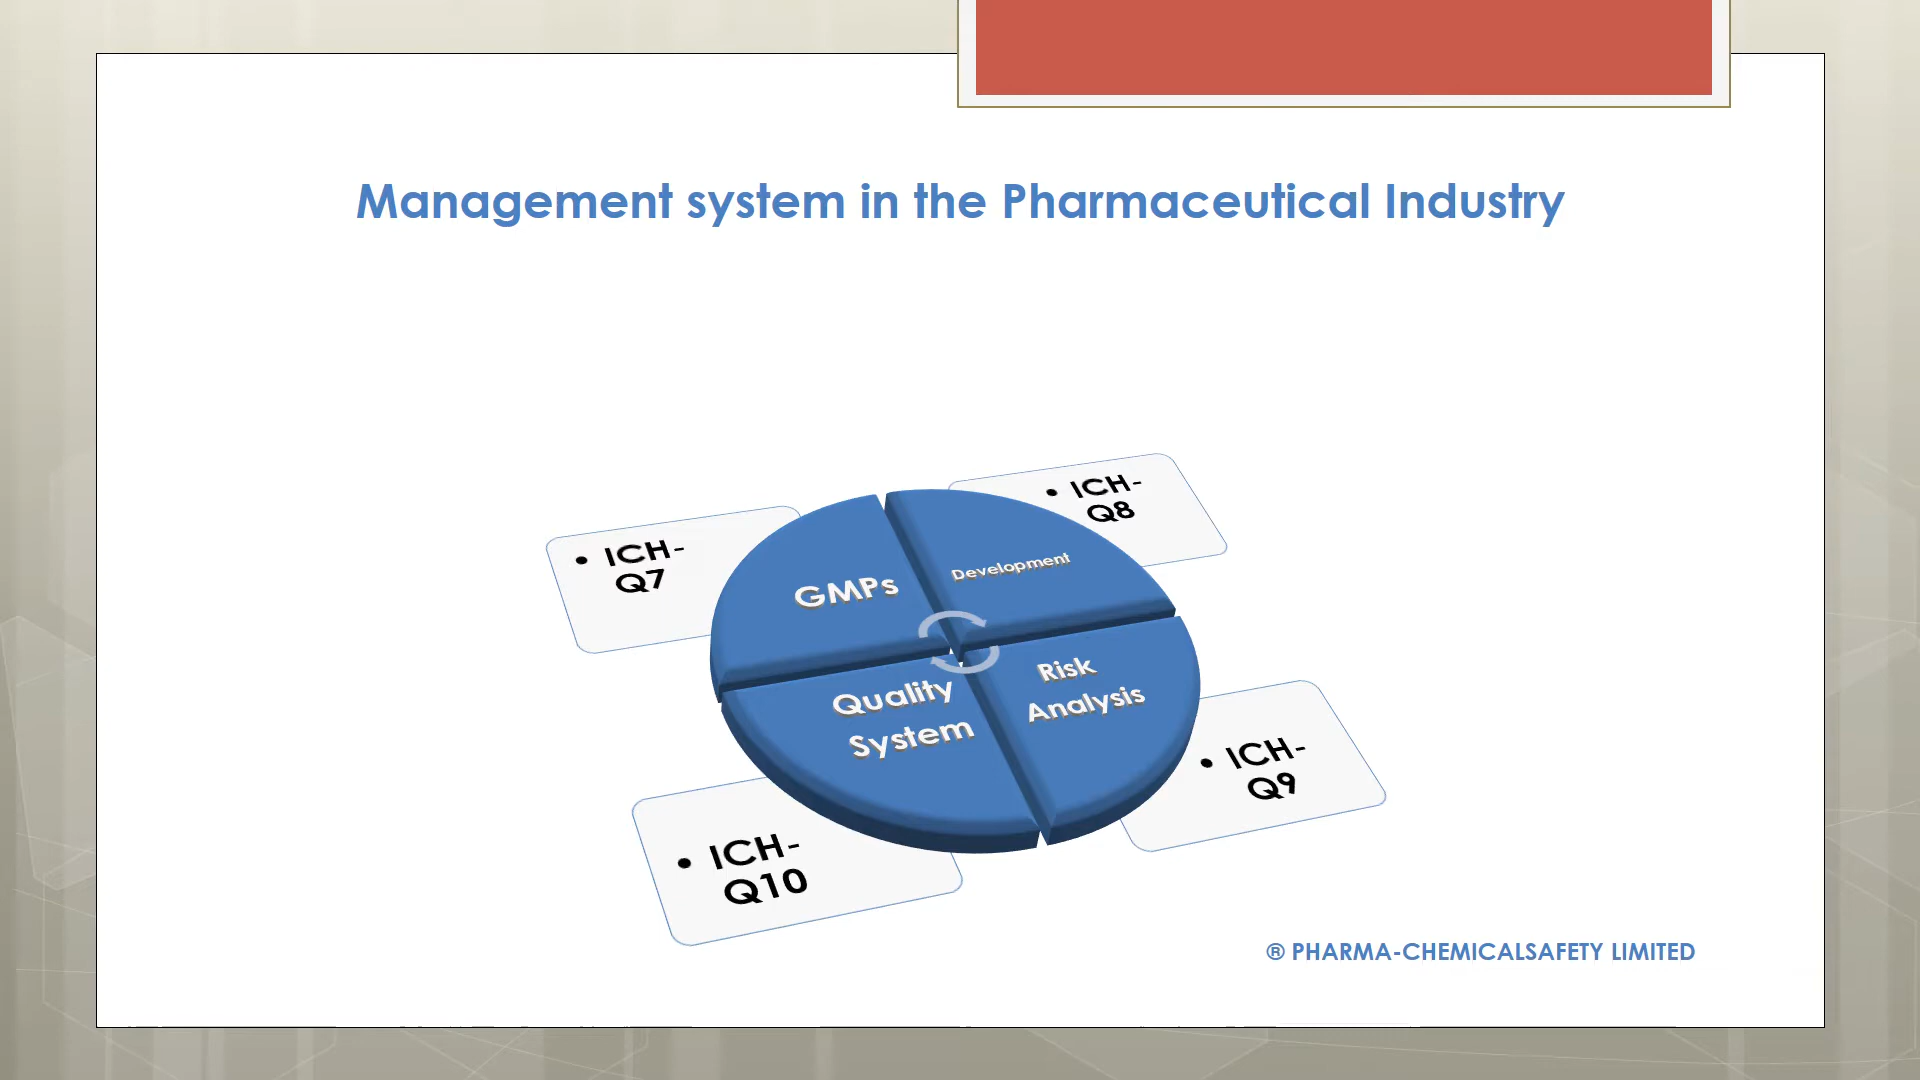 Management system in the Pharmaceutical Industry
• ICH-
Q8
• ICH-
Q7
Development
GMPs
Risk
Analysis
Quality
System
• ICH-
Q9
• ICH-
Q10
® PHARMA-CHEMICALSAFETY LIMITED